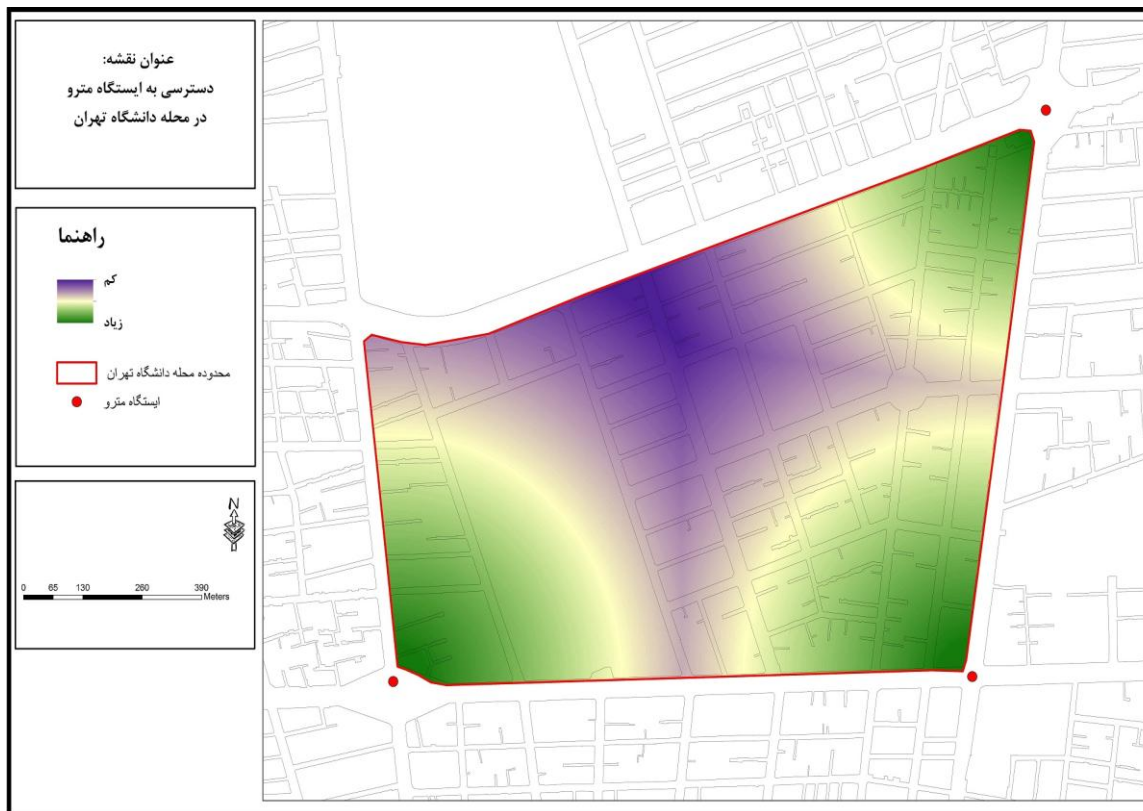 عنوان نقشه:
دسترسی به ایستگاه مترو
در محله دانشگاه تهران
راهنما
کم
زیاد
محدوده محله دانشگاه تهران
ایستگاه مترو
N
0 65 130 260 390
Meters